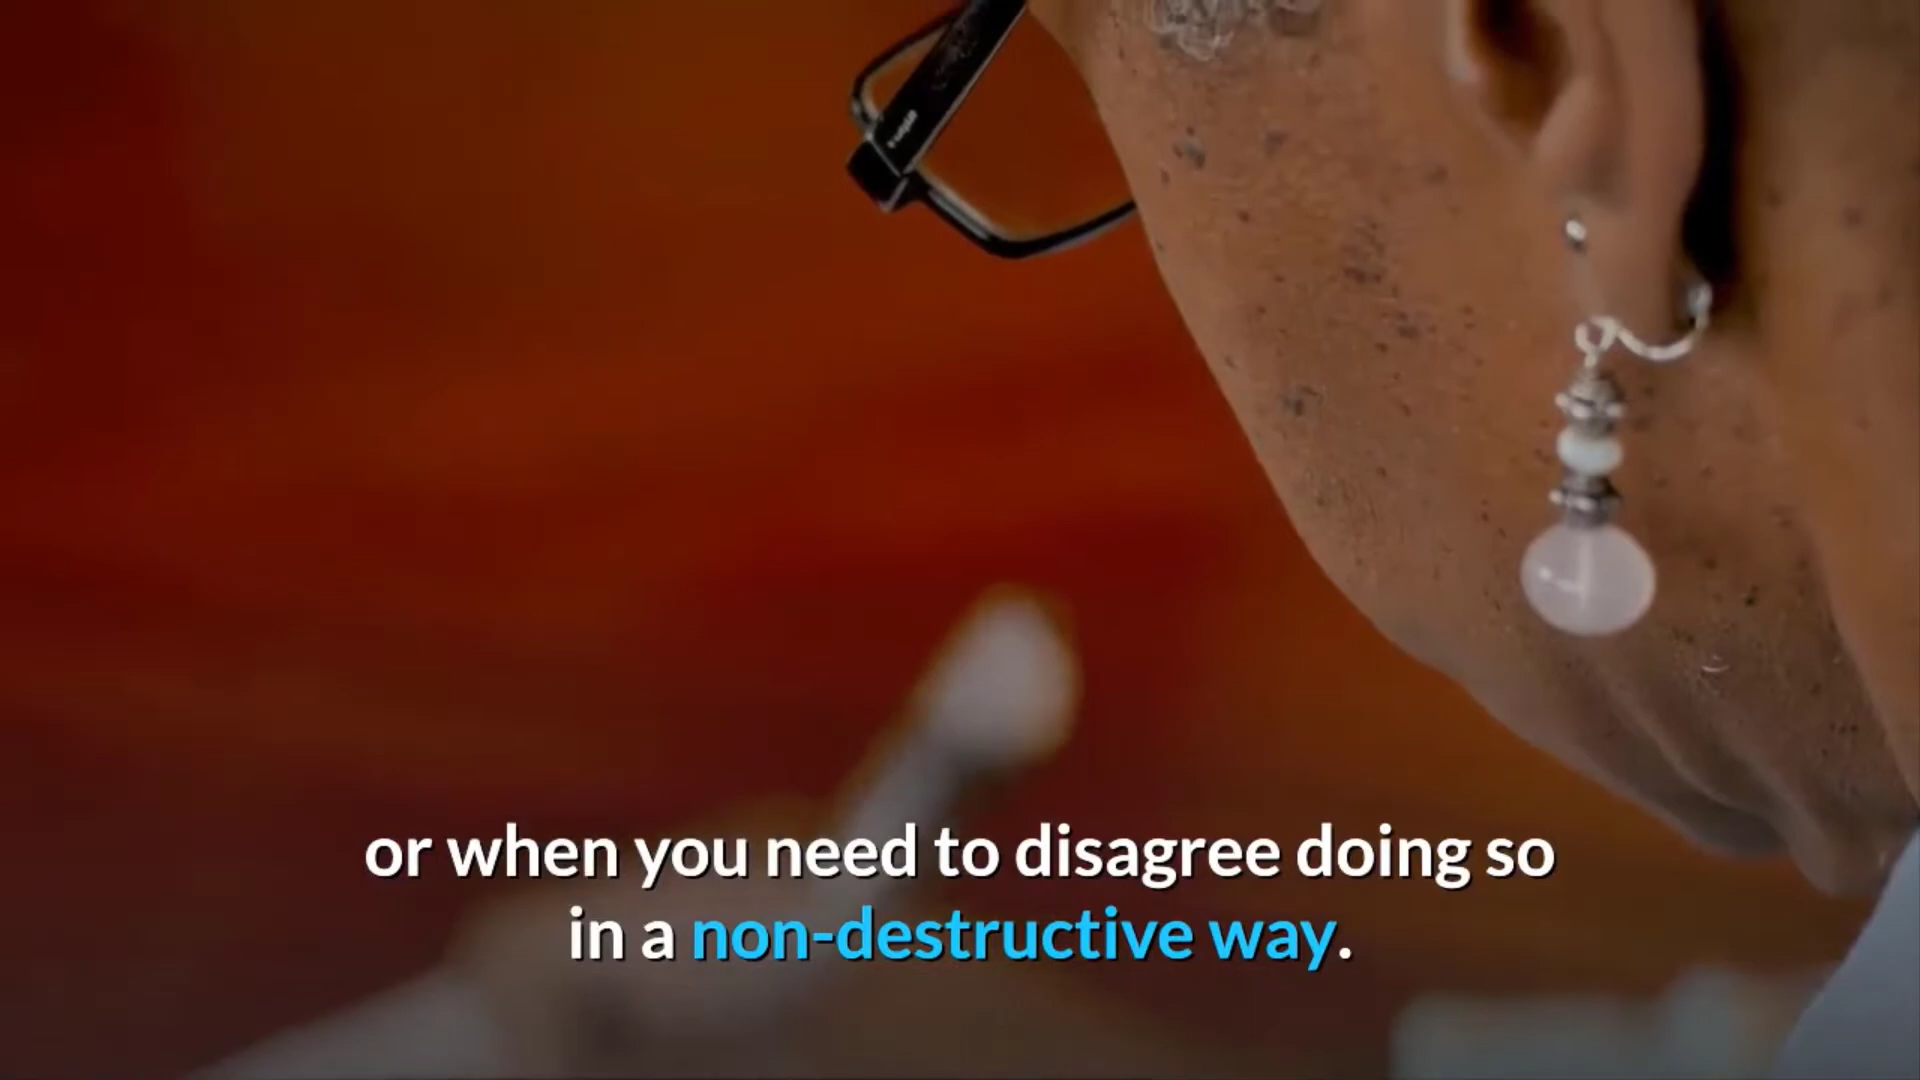 or when you need to disagree doing so
in a non-destructive way.